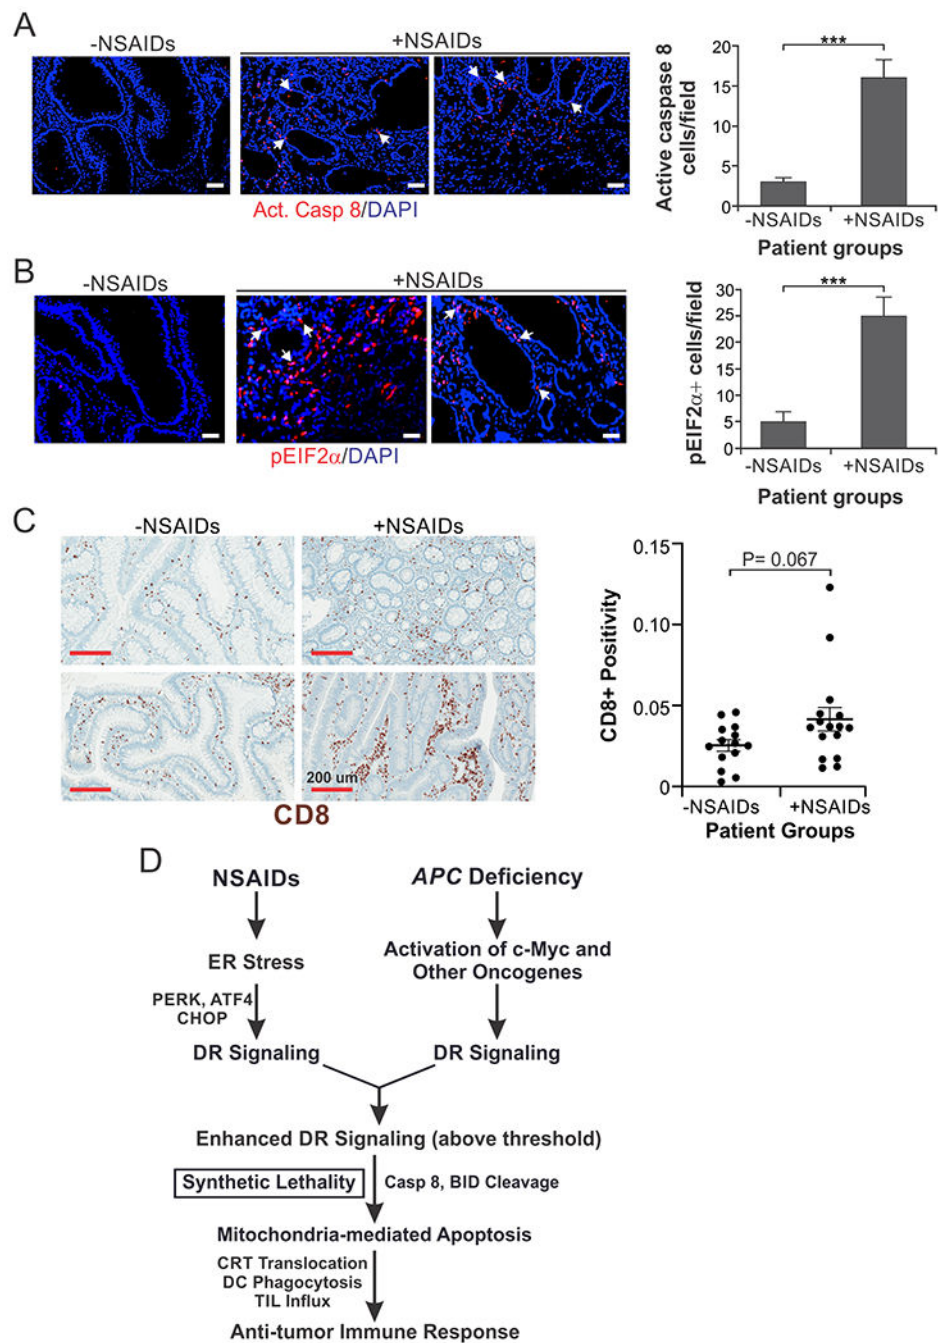 A
-NSAIDs
+NSAIDs
Act. Casp 8/DAPI
Active caspase 8
cells/field
20
15
10
5
0
***
-NSAIDs +NSAIDs
Patient groups
B
-NSAIDs
+NSAIDs
pEIF2α/DAPI
pEIF2α+ cells/field
30
25
20
15
10
5
0
***
-NSAIDs +NSAIDs
Patient groups
C
-NSAIDs
+NSAIDs
200 um
CD8
CD8+ Positivity
0.15
0.10
0.05
0
P= 0.067
-NSAIDs +NSAIDs
Patient Groups
D
NSAIDs
APC Deficiency
ER Stress
Activation of c-Myc and
Other Oncogenes
PERK, ATF4
CHOP
DR Signaling
DR Signaling
Enhanced DR Signaling (above threshold)
Synthetic Lethality
Casp 8, BID Cleavage
Mitochondria-mediated Apoptosis
CRT Translocation
DC Phagocytosis
TIL Influx
Anti-tumor Immune Response